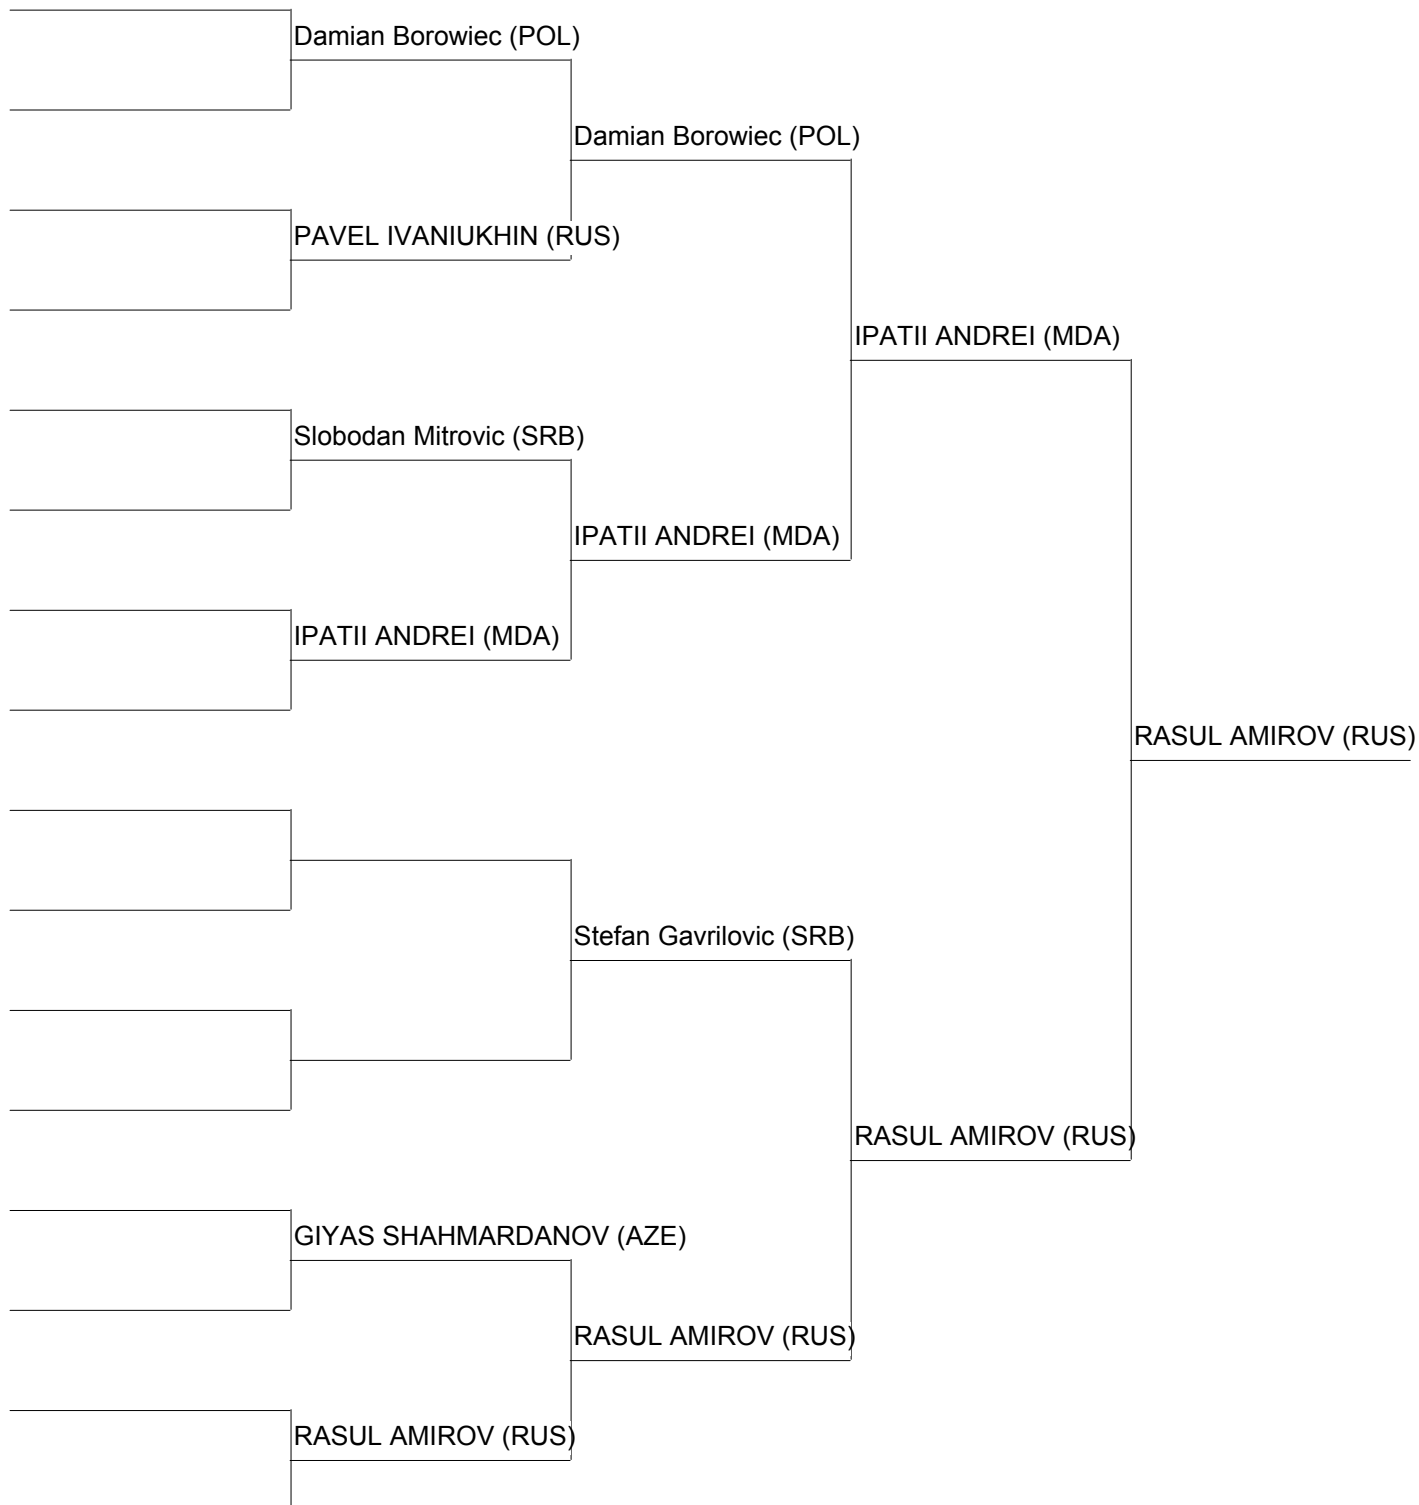 Damian Borowiec (POL)
Damian Borowiec (POL)
PAVEL IVANIUKHIN (RUS)
IPATII ANDREI (MDA)
Slobodan Mitrovic (SRB)
IPATII ANDREI (MDA)
IPATII ANDREI (MDA)
RASUL AMIROV (RUS)
Stefan Gavrilovic (SRB)
RASUL AMIROV (RUS)
GIYAS SHAHMARDANOV (AZE)
RASUL AMIROV (RUS)
RASUL AMIROV (RUS)